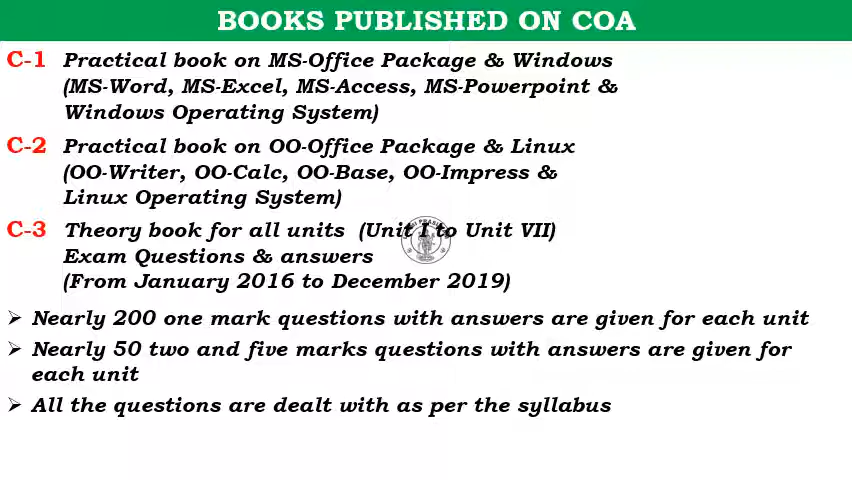 BOOKS PUBLISHED ON COA
C-1 Practical book on MS-Office Package & Windows
(MS-Word, MS-Excel, MS-Access, MS-Powerpoint &
Windows Operating System)
C-2 Practical book on OO-Office Package & Linux
(OO-Writer, OO-Calc, OO-Base, OO-Impress &
Linux Operating System)
C-3 Theory book for all units (Unit I to Unit VII)
Exam Questions & answers
(From January 2016 to December 2019)
➢ Nearly 200 one mark questions with answers are given for each unit
➢ Nearly 50 two and five marks questions with answers are given for
each unit
➢ All the questions are dealt with as per the syllabus